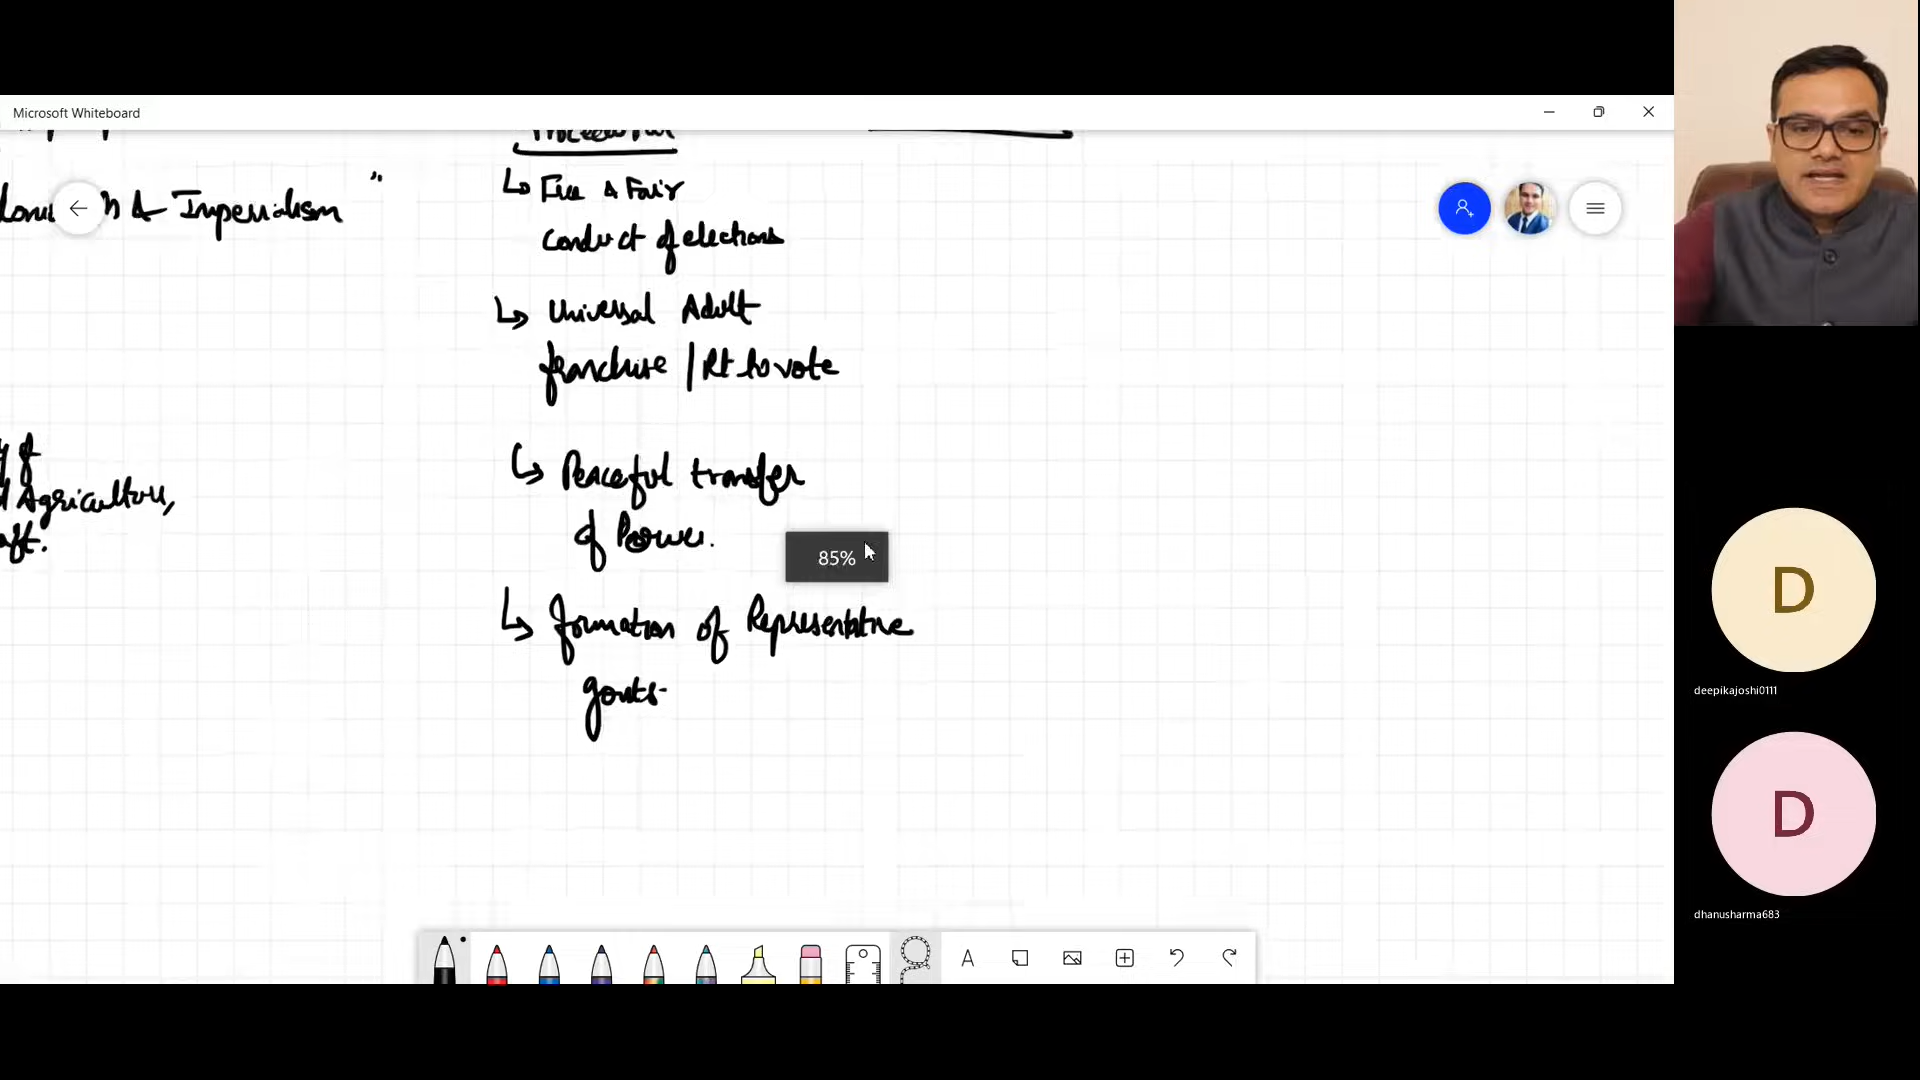 Microsoft Whiteboard
& Imperialism "
Agriculture,
Procedural
↳ Free & Fair
Conduct of elections
↳ Universal Adult
franchise / Rt to vote
↳ Peaceful transfer
of Power.
85%
↳ formation of Representative
govts.
A
D
deepikajoshi0111
D
dhanusharma683